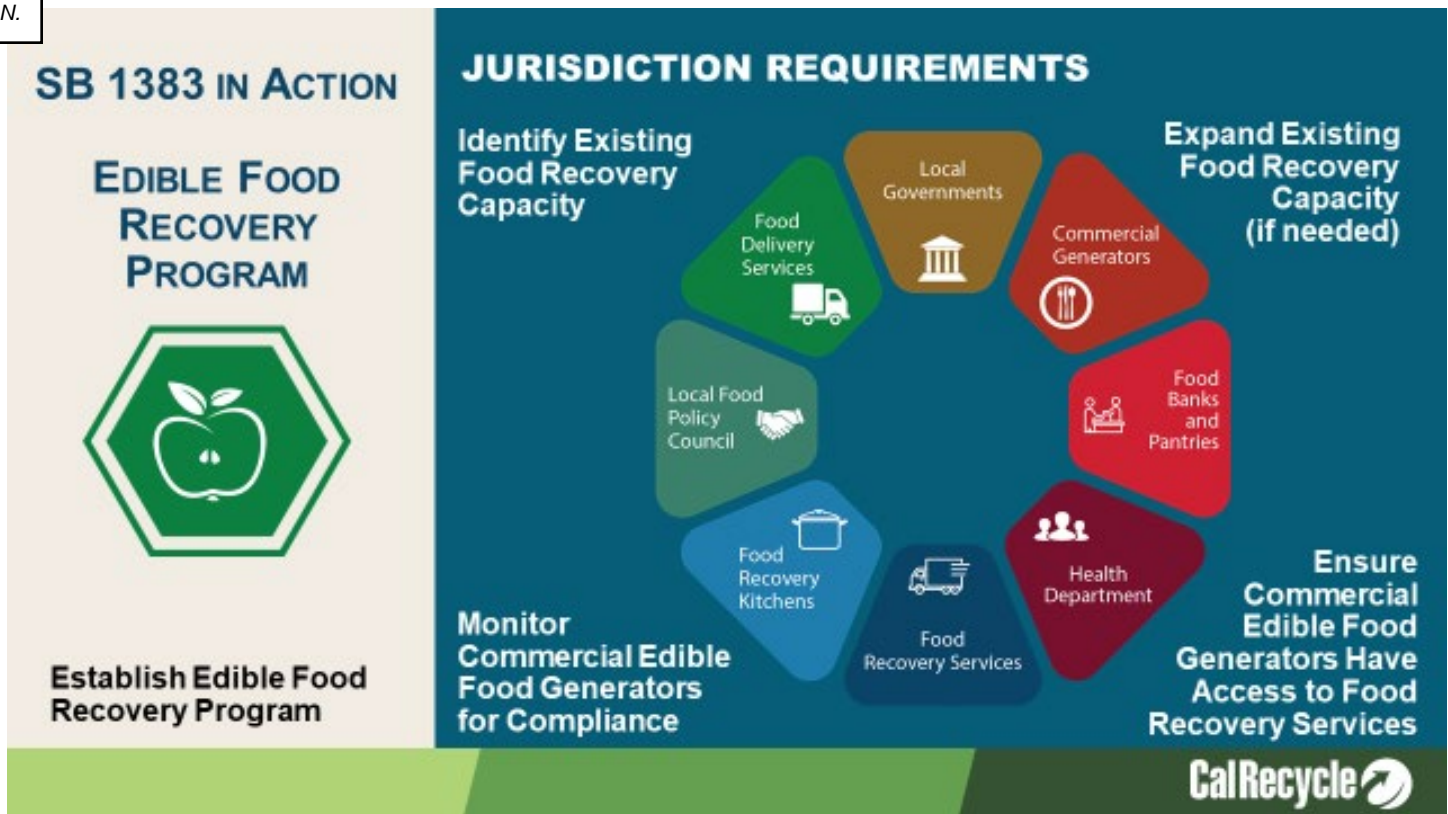 N.
SB 1383 IN ACTION
EDIBLE FOOD
RECOVERY
PROGRAM
Establish Edible Food
Recovery Program
JURISDICTION REQUIREMENTS
Identify Existing
Food Recovery
Capacity
Expand Existing
Food Recovery
Capacity
(if needed)
Local
Governments
Commercial
Generators
Food
Banks
and
Pantries
Health
Department
Food
Recovery Services
Food
Recovery
Kitchens
Local Food
Policy
Council
Food
Delivery
Services
Monitor
Commercial Edible
Food Generators
for Compliance
Ensure
Commercial
Edible Food
Generators Have
Access to Food
Recovery Services
CalRecycle